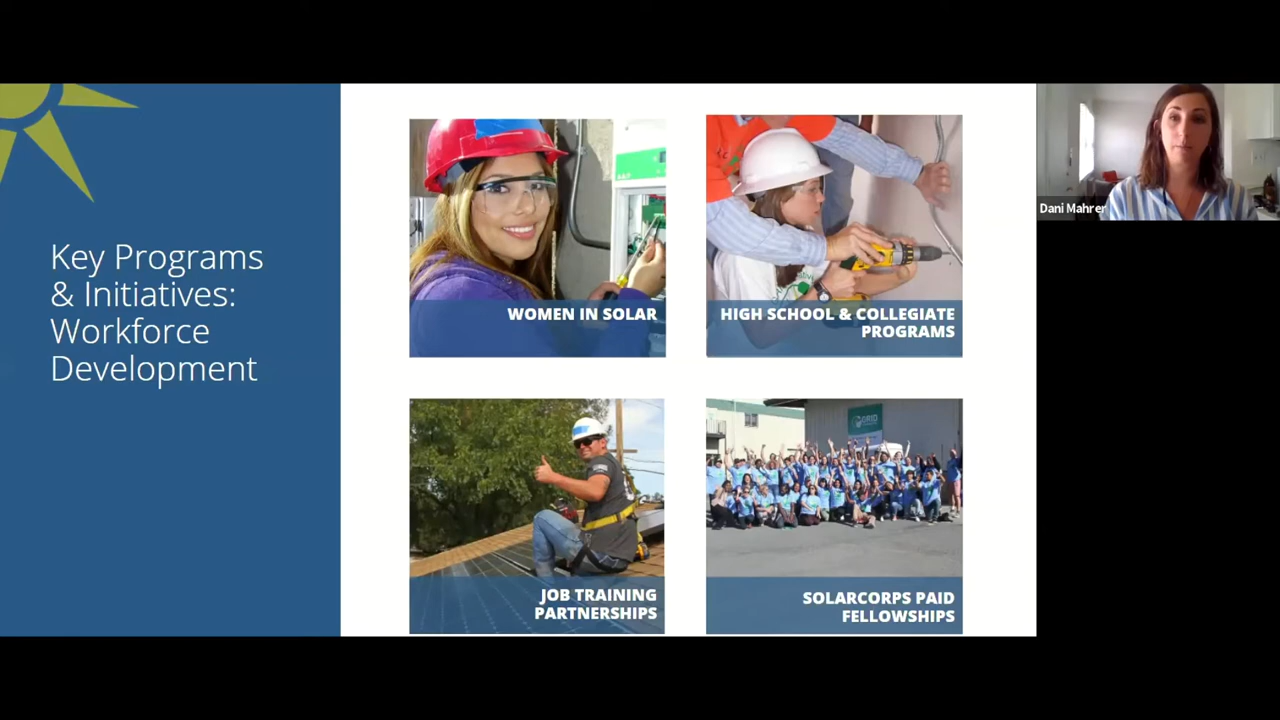 Key Programs
& Initiatives:
Workforce
Development
WOMEN IN SOLAR
HIGH SCHOOL & COLLEGIATE
PROGRAMS
Dani Mahrer
GRID
JOB TRAINING
PARTNERSHIPS
SOLARCORPS PAID
FELLOWSHIPS